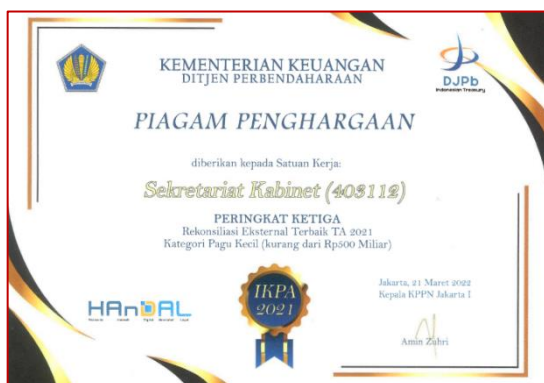 KEMENTERIAN KEUANGAN
DITJEN PERBENDAHARAAN
DJPb
Indonesian Treasury
PIAGAM PENGHARGAAN
diberikan kepada Satuan Kerja:
Sekretariat Kabinet (403112)
PERINGKAT KETIGA
Rekonsiliasi Eksternal Terbaik TA 2021
Kategori Pagu Kecil (kurang dari Rp500 Miliar)
IKPA
2021
Jakarta, 21 Maret 2022
Kepala KPPN Jakarta I
HAnDAL
Amin Zuhri